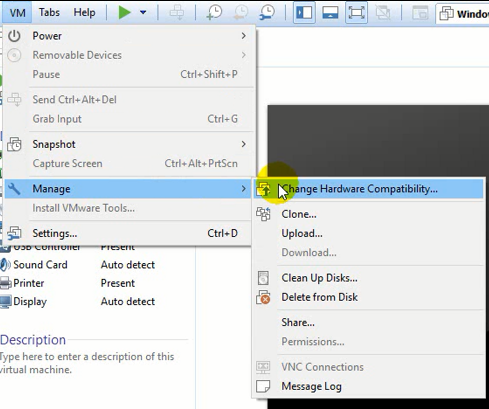 VM Tabs Help
Window
Power
Removable Devices
Pause Ctrl+Shift+P
Send Ctrl+Alt+Del
Grab Input Ctrl+G
Snapshot
Capture Screen Ctrl+Alt+PrtScn
Manage
Install VMware Tools...
Settings... Ctrl+D
Change Hardware Compatibility...
Clone...
Upload...
Download...
Clean Up Disks...
Delete from Disk
Share...
Permissions...
VNC Connections
Message Log
USB Controller Present
Sound Card Auto detect
Printer Present
Display Auto detect
Description
Type here to enter a description of this
virtual machine.